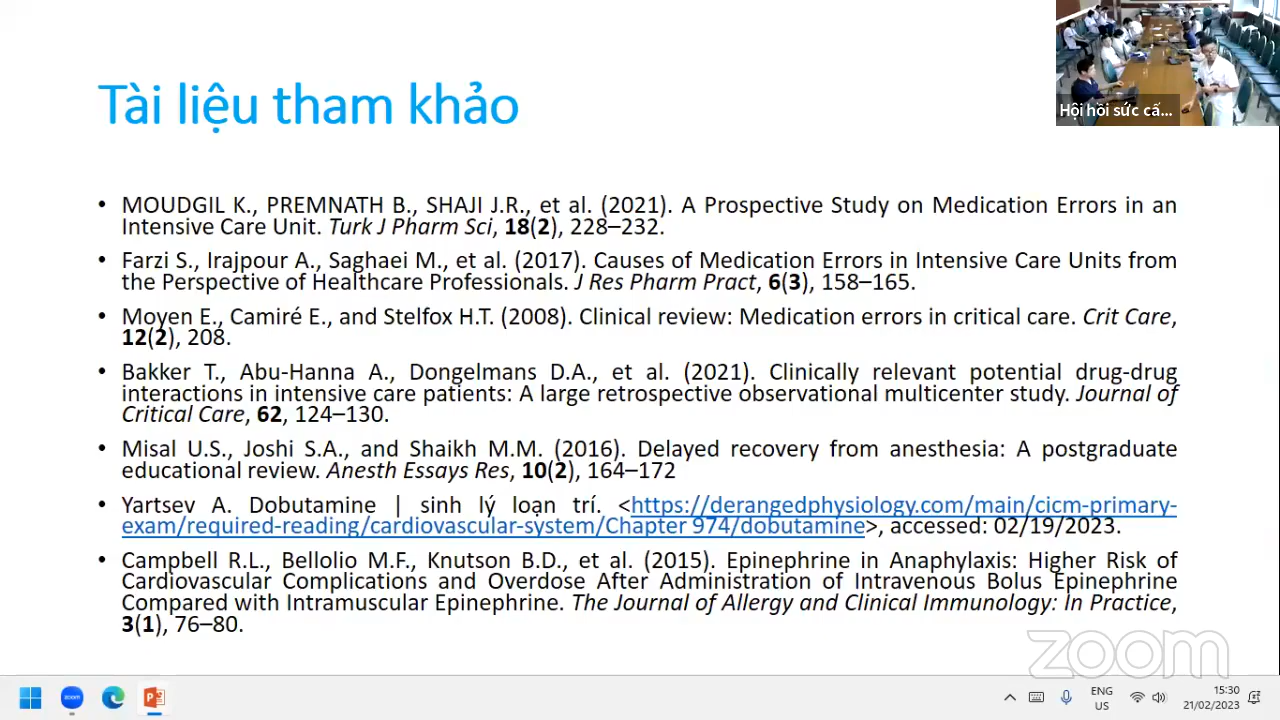 Hội hồi sức cấ...
Tài liệu tham khảo
• MOUDGIL K., PREMNATH B., SHAJI J.R., et al. (2021). A Prospective Study on Medication Errors in an
Intensive Care Unit. Turk J Pharm Sci, 18(2), 228–232.
• Farzi S., Irajpour A., Saghaei M., et al. (2017). Causes of Medication Errors in Intensive Care Units from
the Perspective of Healthcare Professionals. J Res Pharm Pract, 6(3), 158–165.
• Moyen E., Camiré E., and Stelfox H.T. (2008). Clinical review: Medication errors in critical care. Crit Care,
12(2), 208.
• Bakker T., Abu-Hanna A., Dongelmans D.A., et al. (2021). Clinically relevant potential drug-drug
interactions in intensive care patients: A large retrospective observational multicenter study. Journal of
Critical Care, 62, 124–130.
• Misal U.S., Joshi S.A., and Shaikh M.M. (2016). Delayed recovery from anesthesia: A postgraduate
educational review. Anesth Essays Res, 10(2), 164–172
• Yartsev A. Dobutamine | sinh lý loạn trí. <https://derangedphysiology.com/main/cicm-primary-
exam/required-reading/cardiovascular-system/Chapter 974/dobutamine>, accessed: 02/19/2023.
• Campbell R.L., Bellolio M.F., Knutson B.D., et al. (2015). Epinephrine in Anaphylaxis: Higher Risk of
Cardiovascular Complications and Overdose After Administration of Intravenous Bolus Epinephrine
Compared with Intramuscular Epinephrine. The Journal of Allergy and Clinical Immunology: In Practice,
3(1), 76–80.
zoom
zoom
ENG
US
15:30
21/02/2023